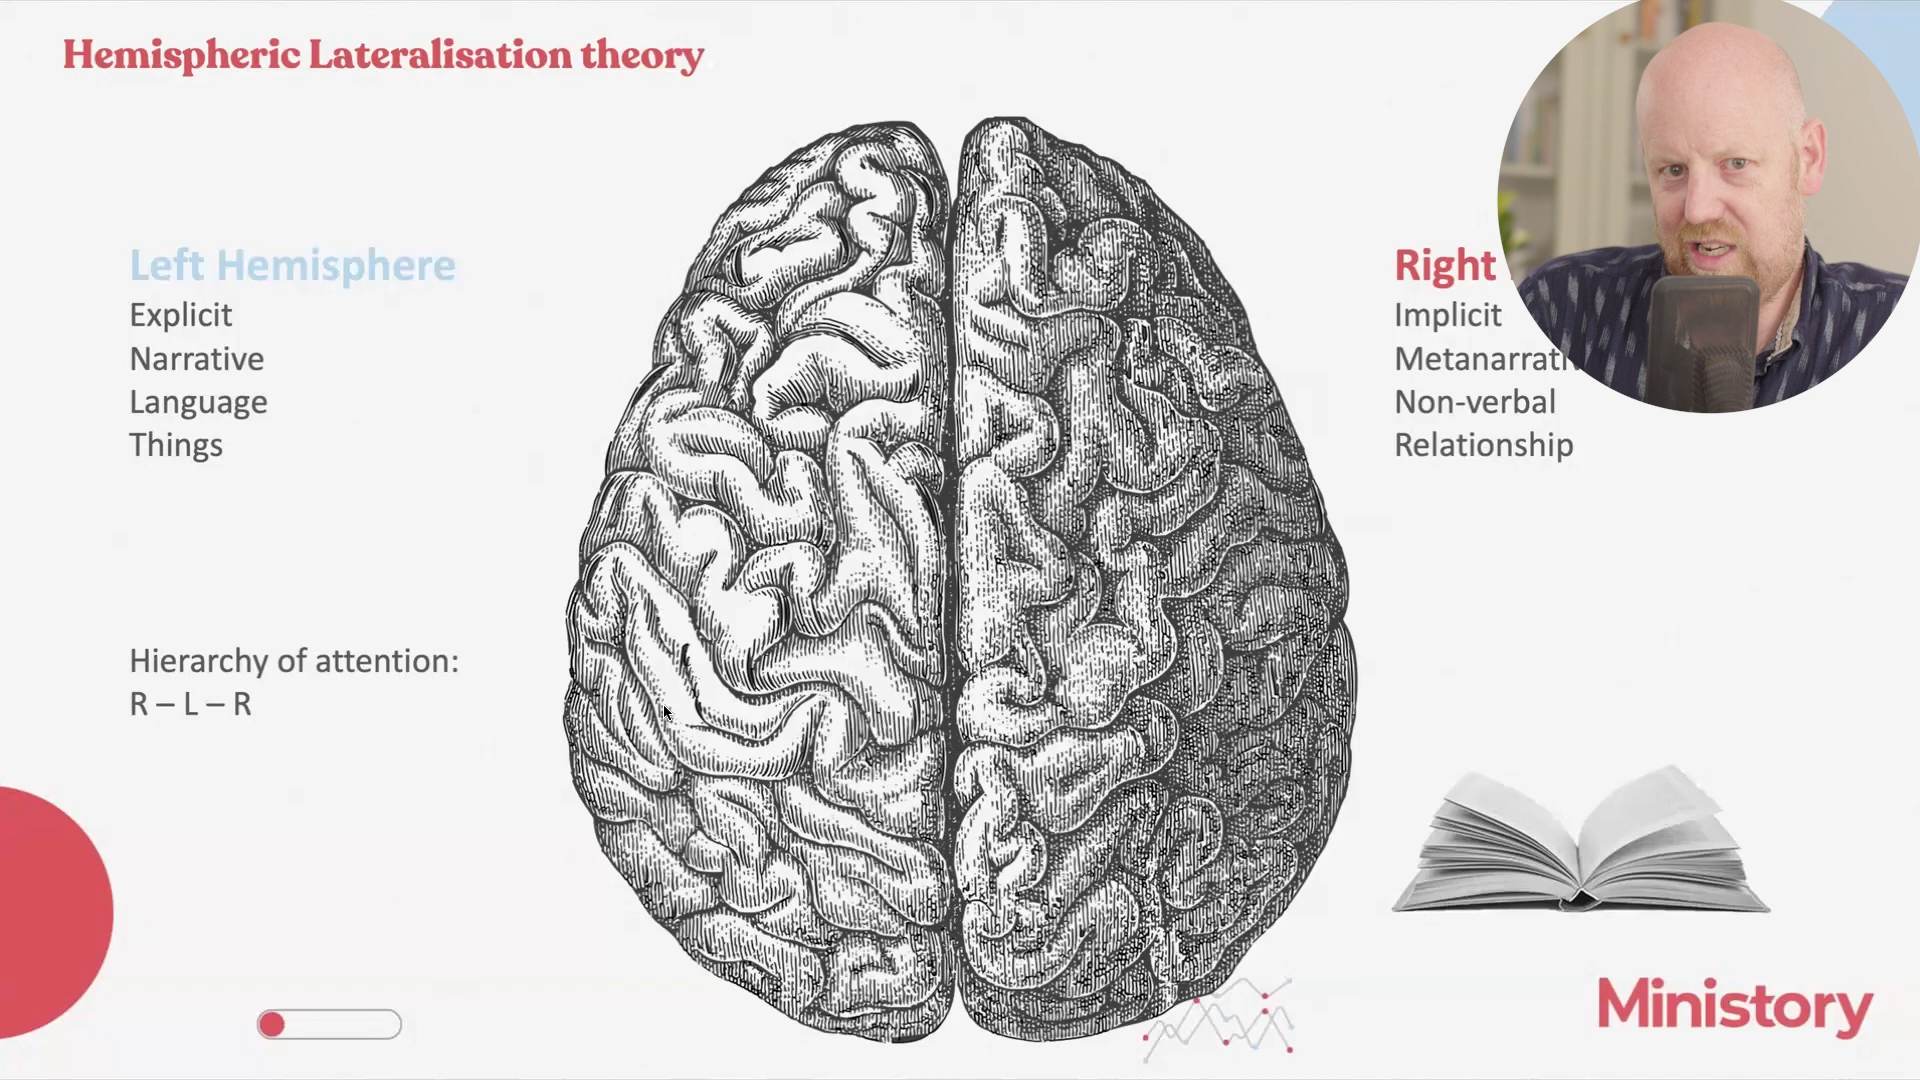 Hemispheric Lateralisation theory
Left Hemisphere
Explicit
Narrative
Language
Things
Right
Implicit
Non-verbal
Relationship
Hierarchy of attention:
R – L – R
Ministory